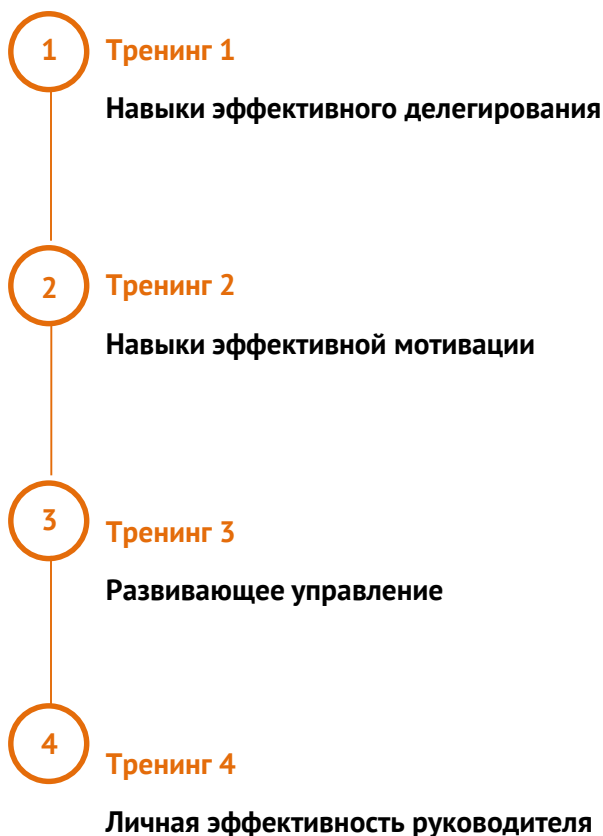 1
Тренинг 1
Навыки эффективного делегирования
2
Тренинг 2
Навыки эффективной мотивации
3
Тренинг 3
Развивающее управление
4
Тренинг 4
Личная эффективность руководителя